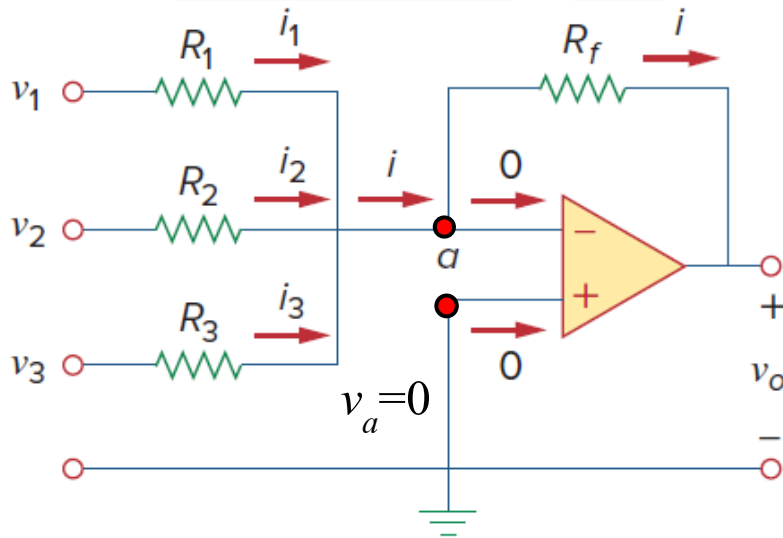 R1 i1 Rf i
v1
R2 i2 i 0
v2 −
a
R3 i3 + +
v3 0 vo
va=0
−